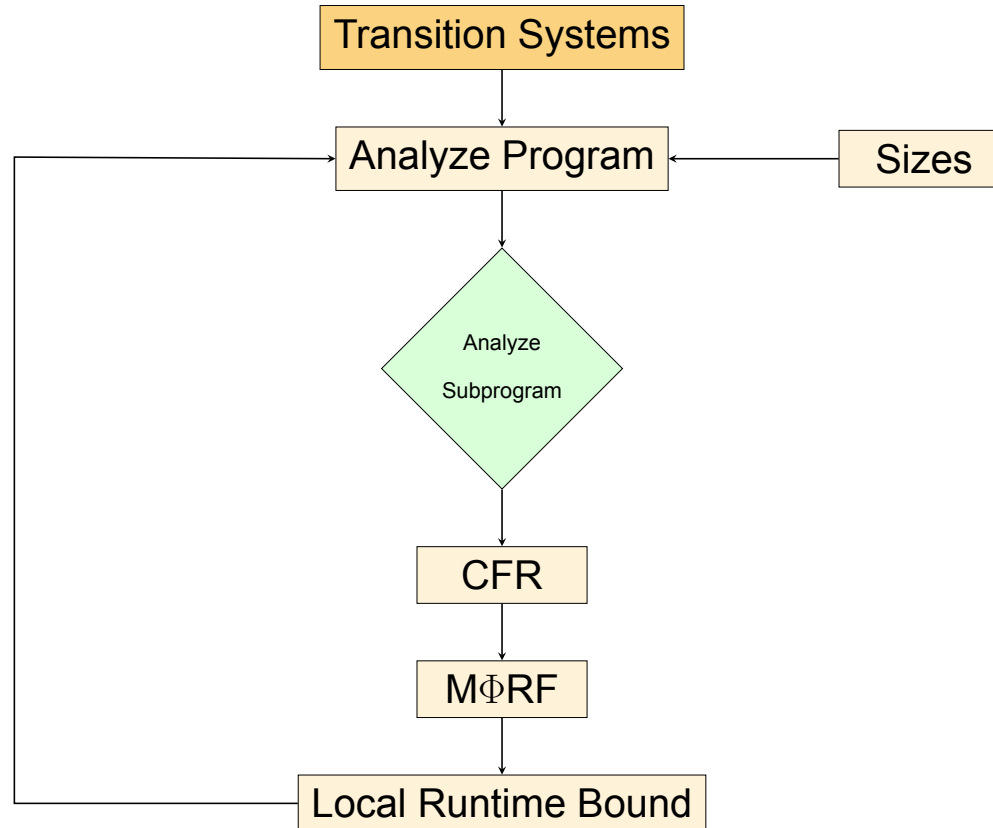 Transition Systems
Analyze Program
Sizes
Analyze
Subprogram
CFR
MΦRF
Local Runtime Bound